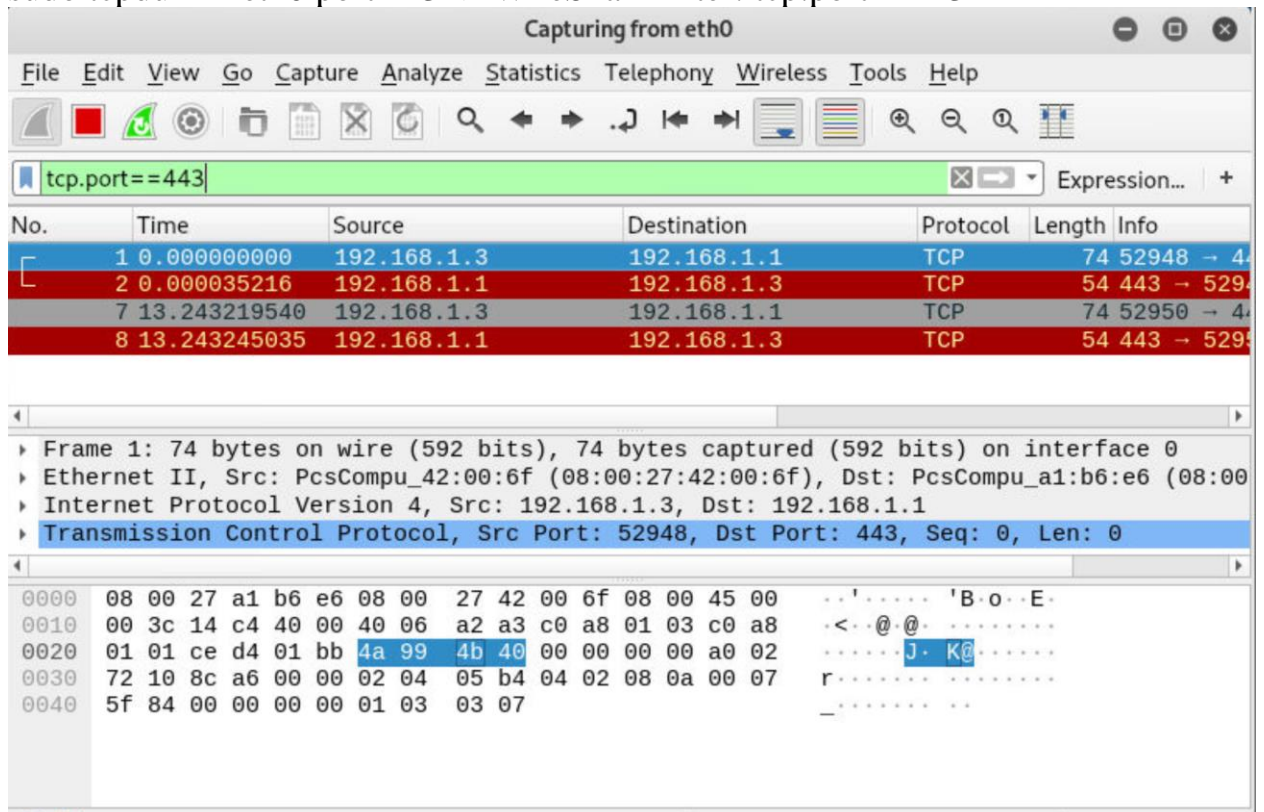 Capturing from eth0
File Edit View Go Capture Analyze Statistics Telephony Wireless Tools Help
tcp.port==443 Expression... +
No. Time Source Destination Protocol Length Info
1 0.000000000 192.168.1.3 192.168.1.1 TCP 74 52948 → 44
2 0.000035216 192.168.1.1 192.168.1.3 TCP 54 443 → 5294
7 13.243219540 192.168.1.3 192.168.1.1 TCP 74 52950 → 44
8 13.243245035 192.168.1.1 192.168.1.3 TCP 54 443 → 5295
Frame 1: 74 bytes on wire (592 bits), 74 bytes captured (592 bits) on interface 0
Ethernet II, Src: PcsCompu_42:00:6f (08:00:27:42:00:6f), Dst: PcsCompu_a1:b6:e6 (08:00
Internet Protocol Version 4, Src: 192.168.1.3, Dst: 192.168.1.1
Transmission Control Protocol, Src Port: 52948, Dst Port: 443, Seq: 0, Len: 0
0000 08 00 27 a1 b6 e6 08 00 27 42 00 6f 08 00 45 00 ··'····· 'B·o··E·
0010 00 3c 14 c4 40 00 40 06 a2 a3 c0 a8 01 03 c0 a8 ·<··@·@· ········
0020 01 01 ce d4 01 bb 4a 99 4b 40 00 00 00 00 a0 02 ······J· K@······
0030 72 10 8c a6 00 00 02 04 05 b4 04 02 08 0a 00 07 r······· ········
0040 5f 84 00 00 00 00 01 03 03 07 _······· ··